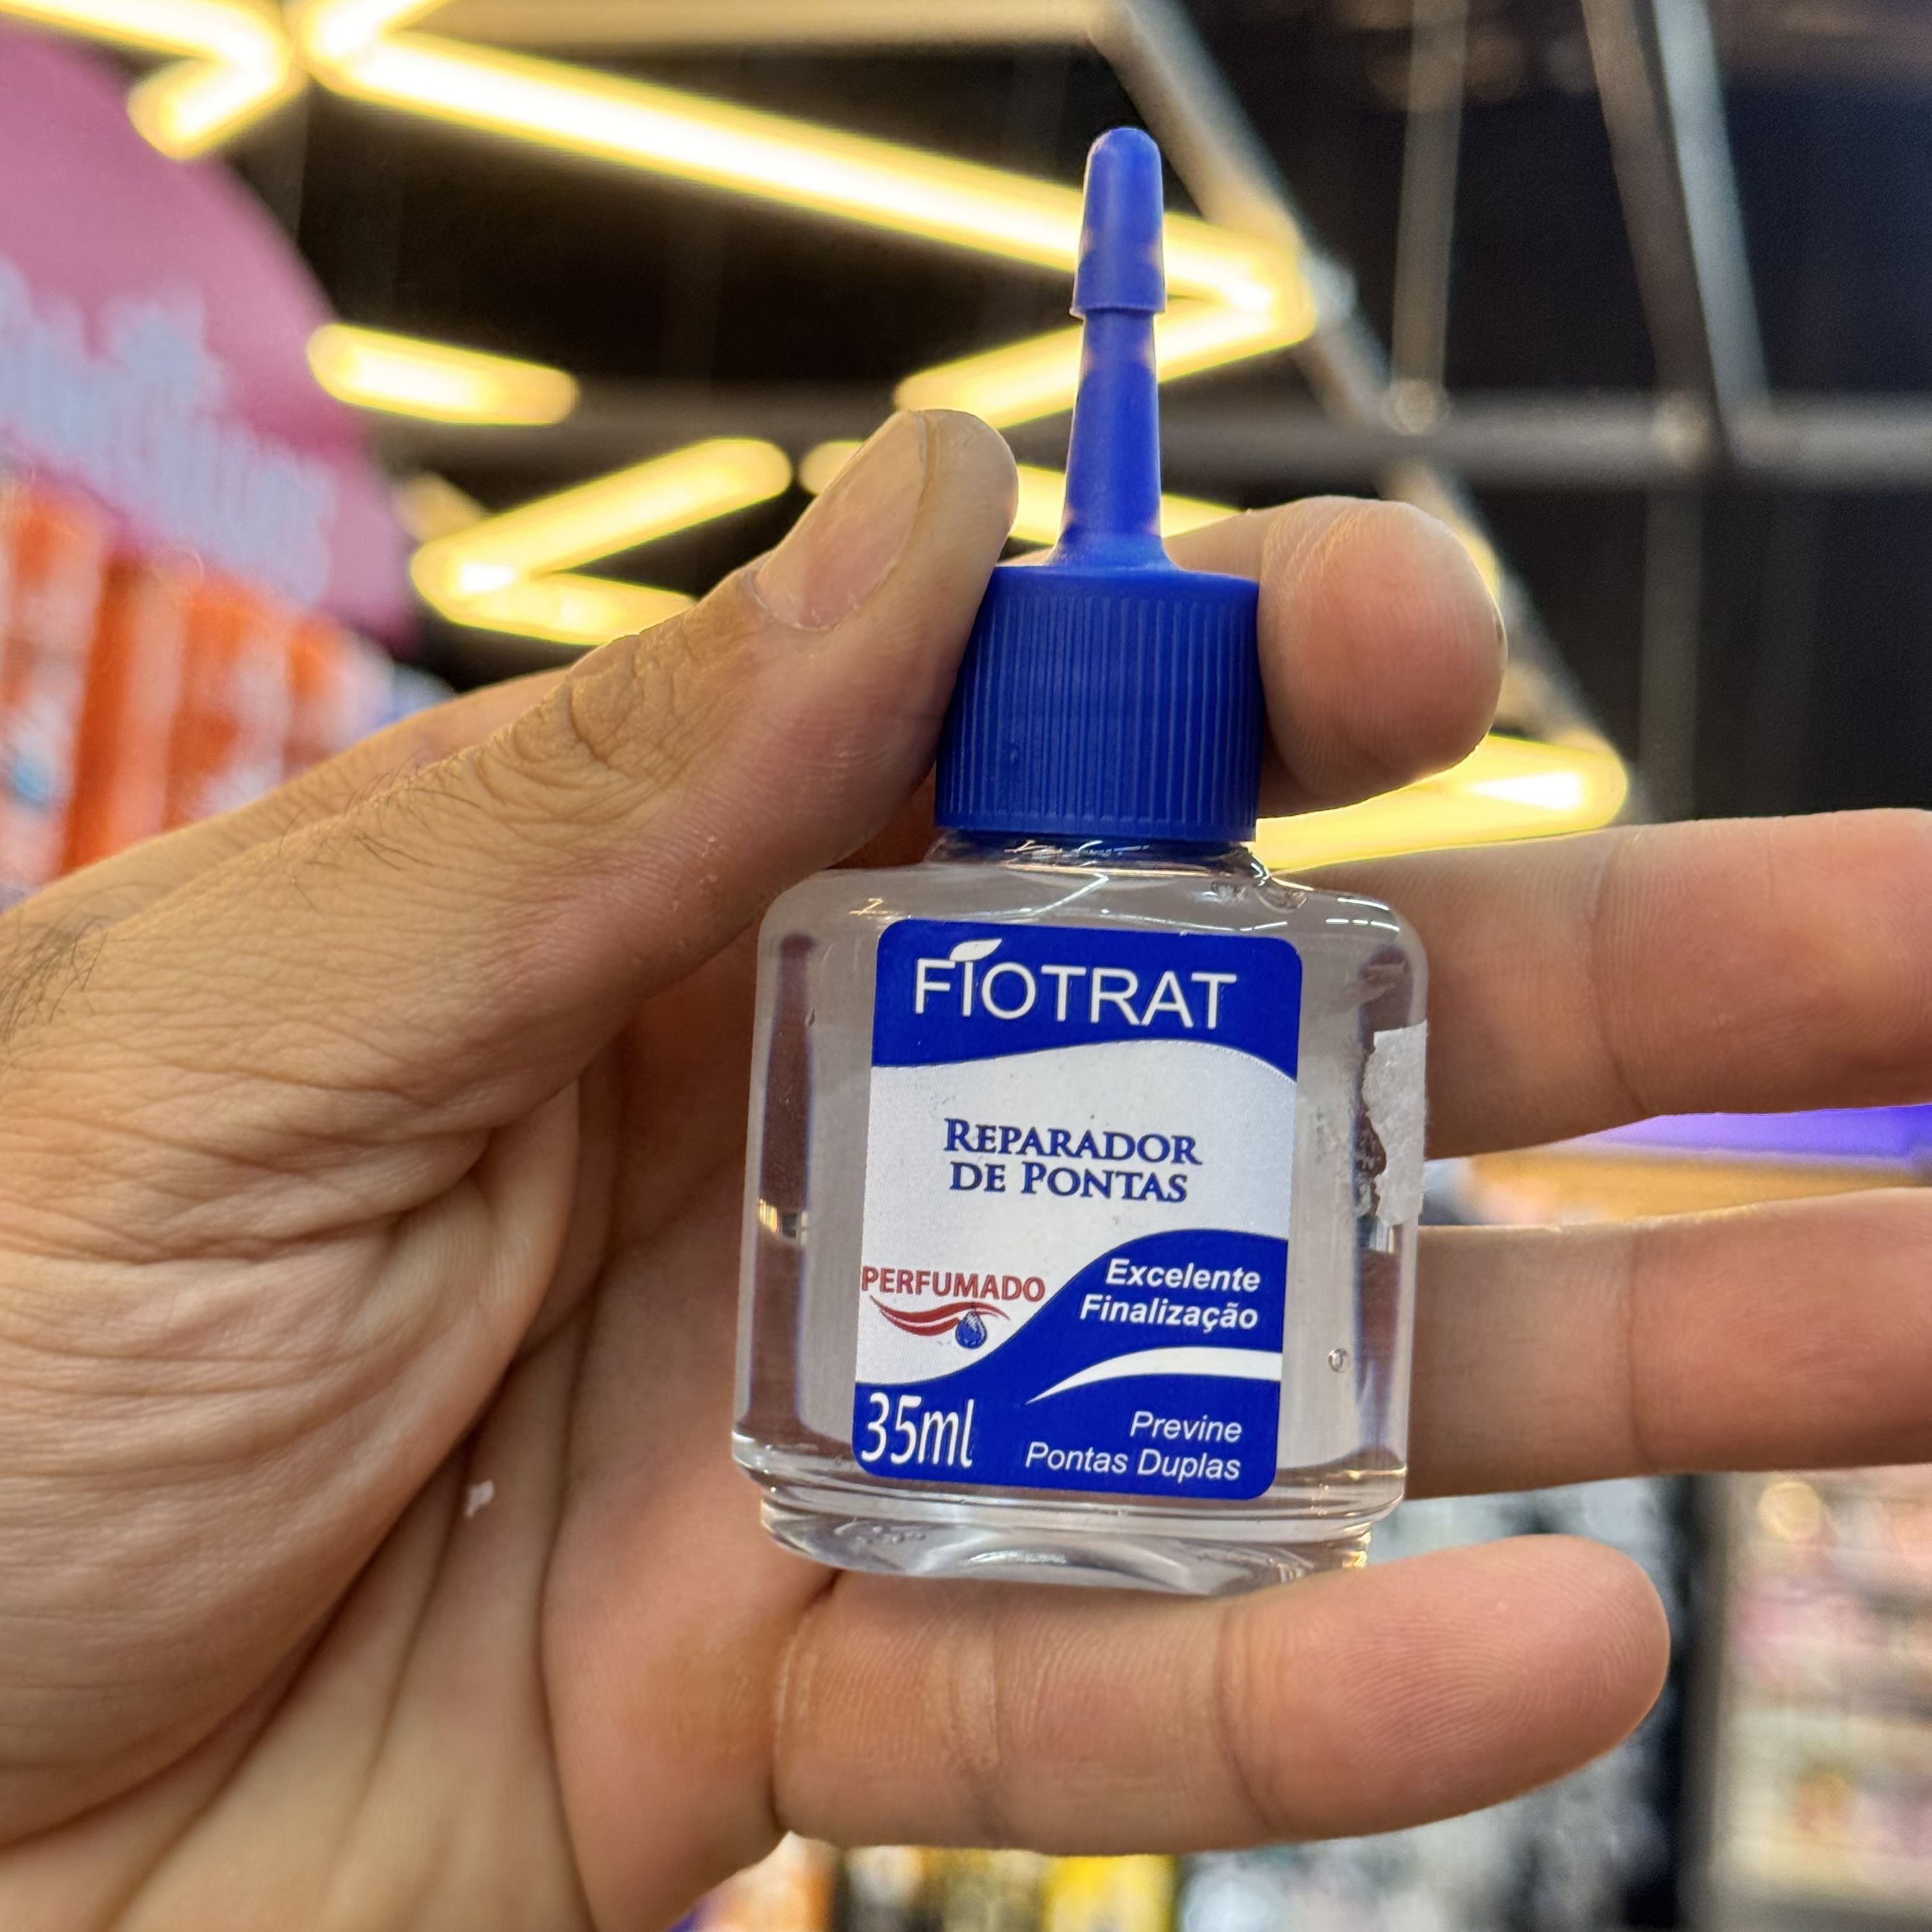 FIOTRAT
REPARADOR
DE PONTAS
PERFUMADO
Excelente
Finalização
35ml
Previne
Pontas Duplas